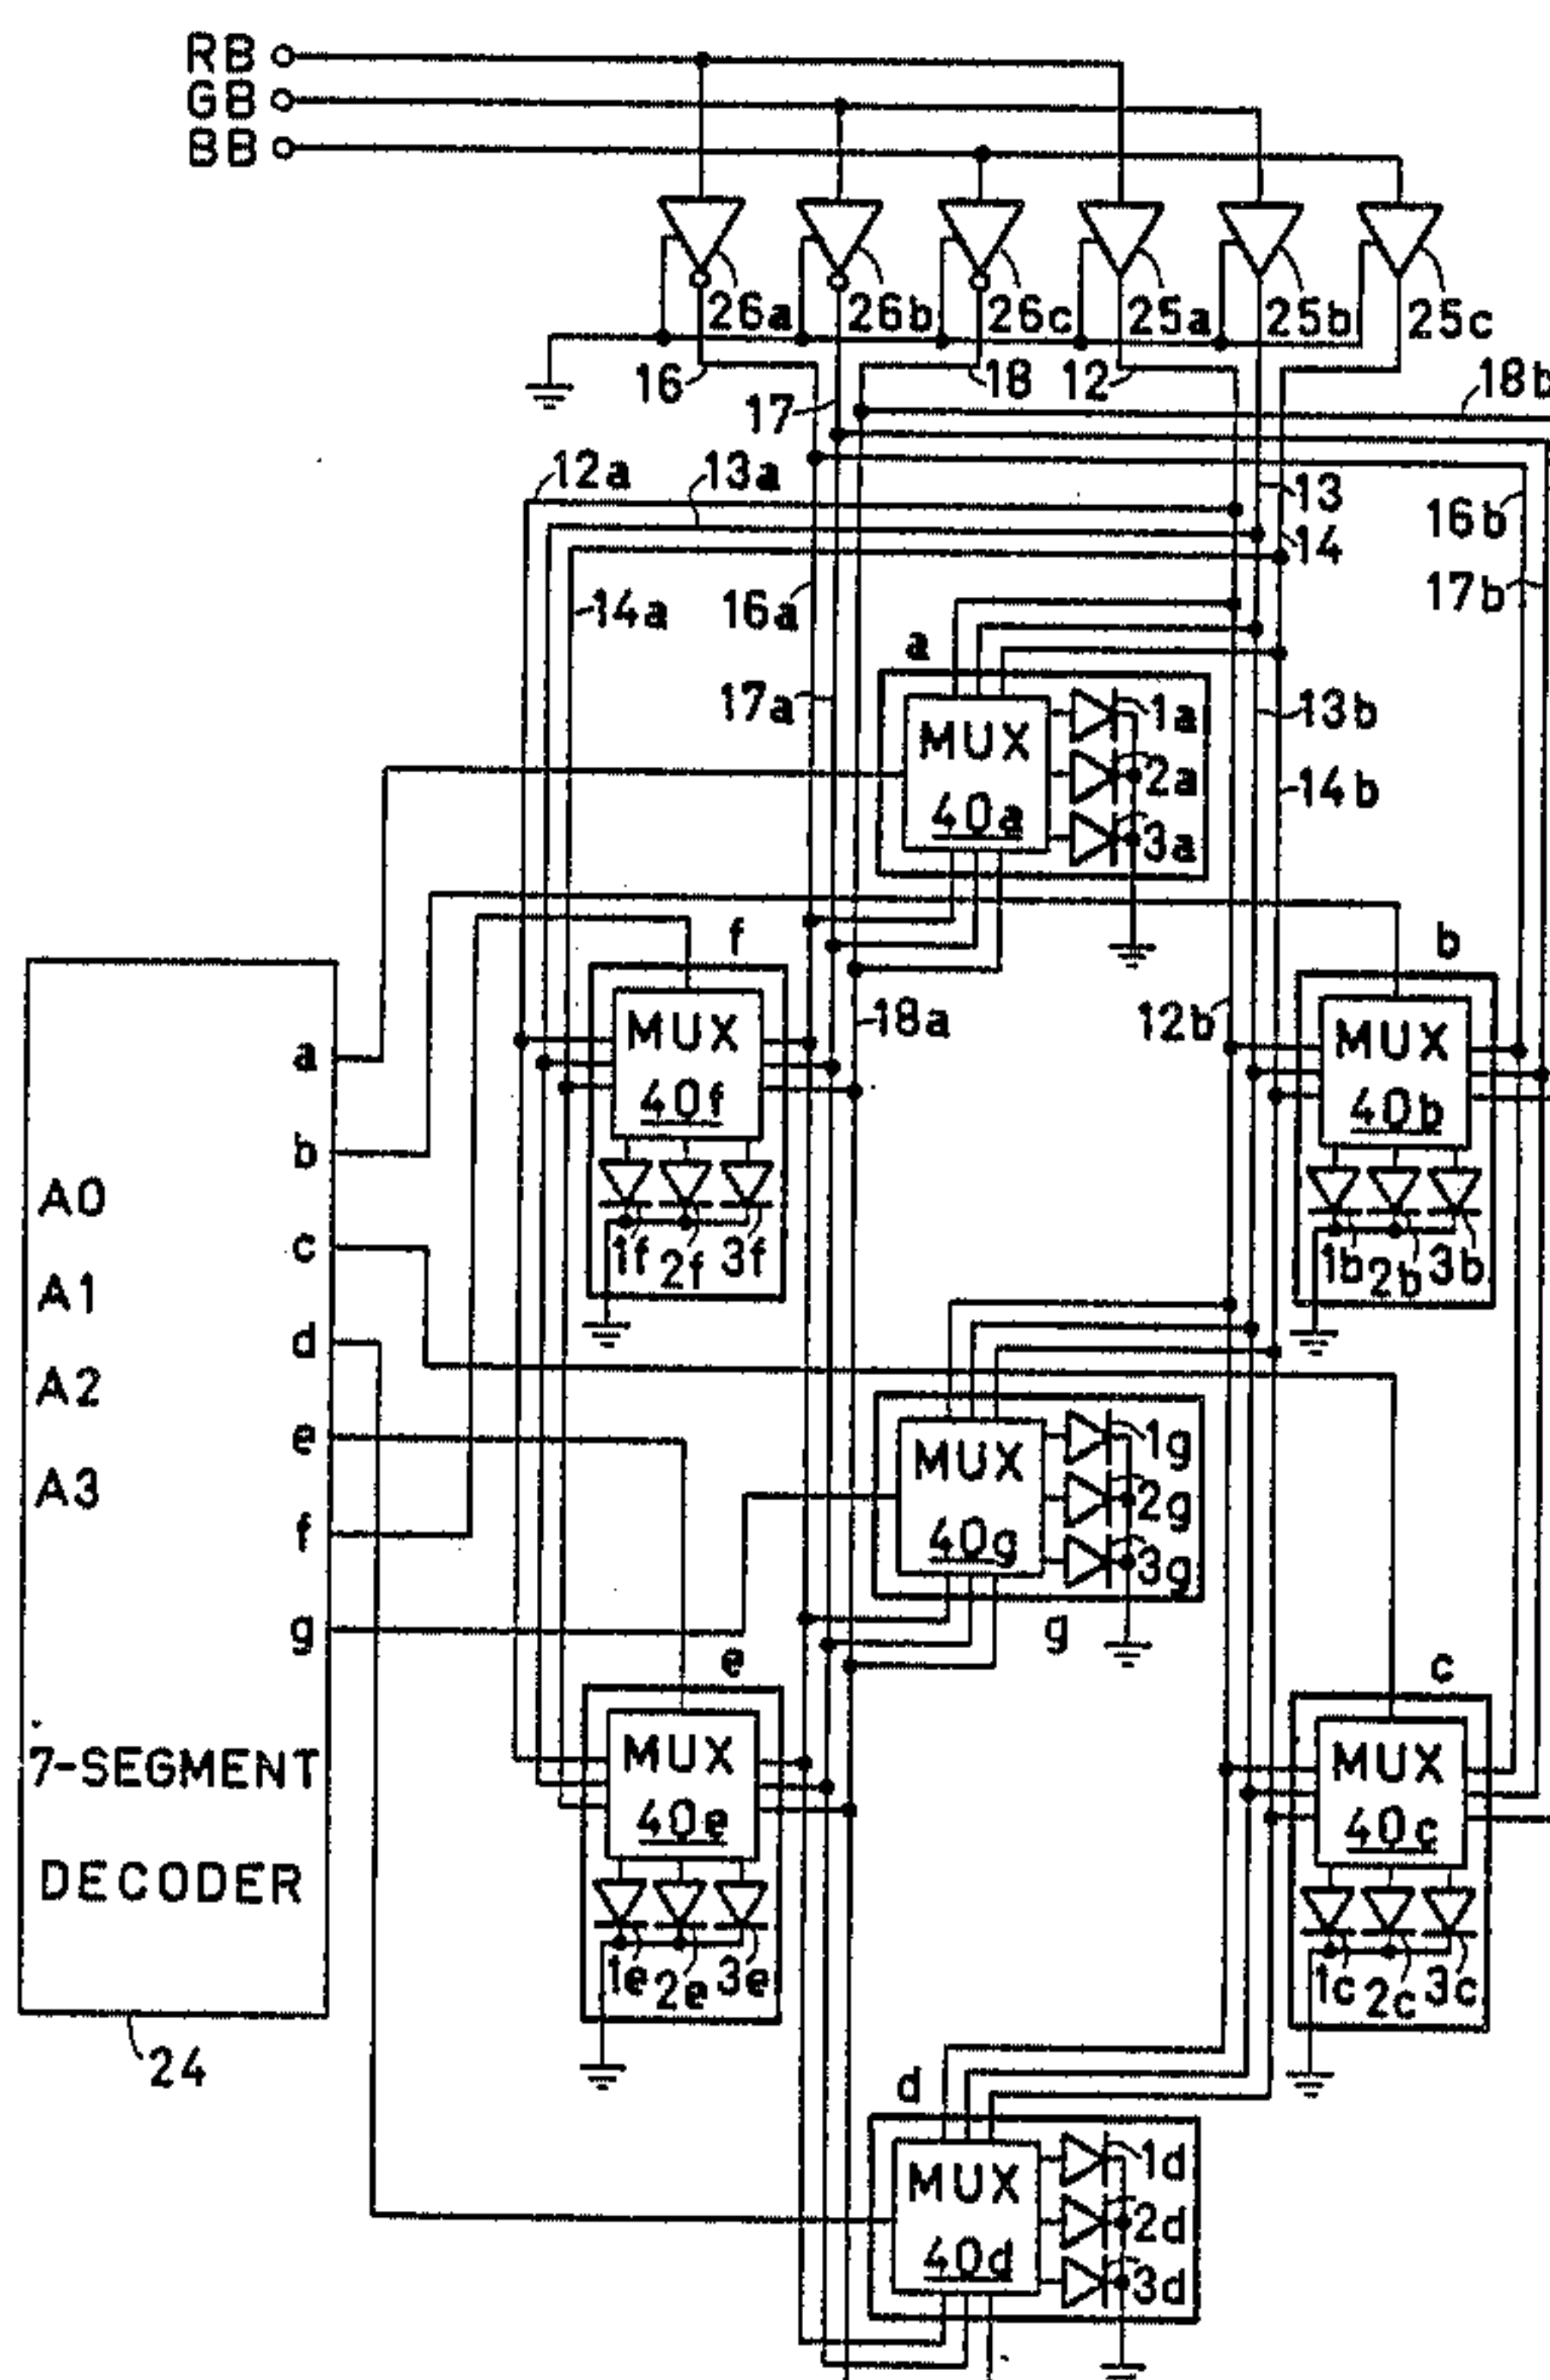 RB
GB
BB
26a 26b 26c 25a 25b 25c
16 18 12 18b
17
12a 13a 13 16b
14
14a 16a 17b
a
17a MUX 1a 13b
2a 14b
40a 3a
f b
MUX 18a 12b MUX
a
40f 40b
b
A0
c 1f 2f 3f 1b 2b 3b
A1
d
A2
e MUX 1g
2g
A3
f 40g 3g
g g
e c
7-SEGMENT MUX MUX
40e 40c
DECODER
1e 2e 3e 1c 2c 3c
24
d
MUX 1d
2d
40d 3d